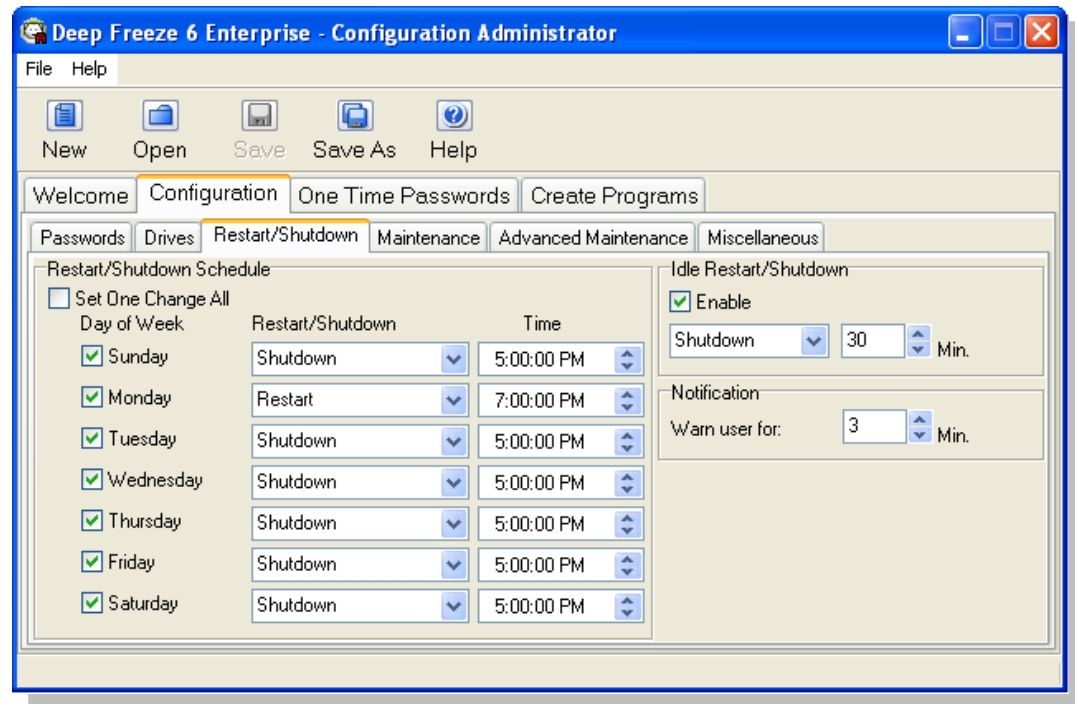 Deep Freeze 6 Enterprise - Configuration Administrator
File Help
New Open Save Save As Help
Welcome Configuration One Time Passwords Create Programs
Passwords Drives Restart/Shutdown Maintenance Advanced Maintenance Miscellaneous
Restart/Shutdown Schedule
Set One Change All
Day of Week Restart/Shutdown Time
Sunday Shutdown 5:00:00 PM
Monday Restart 7:00:00 PM
Tuesday Shutdown 5:00:00 PM
Wednesday Shutdown 5:00:00 PM
Thursday Shutdown 5:00:00 PM
Friday Shutdown 5:00:00 PM
Saturday Shutdown 5:00:00 PM
Idle Restart/Shutdown
Enable
Shutdown 30 Min.
Notification
Warn user for: 3 Min.